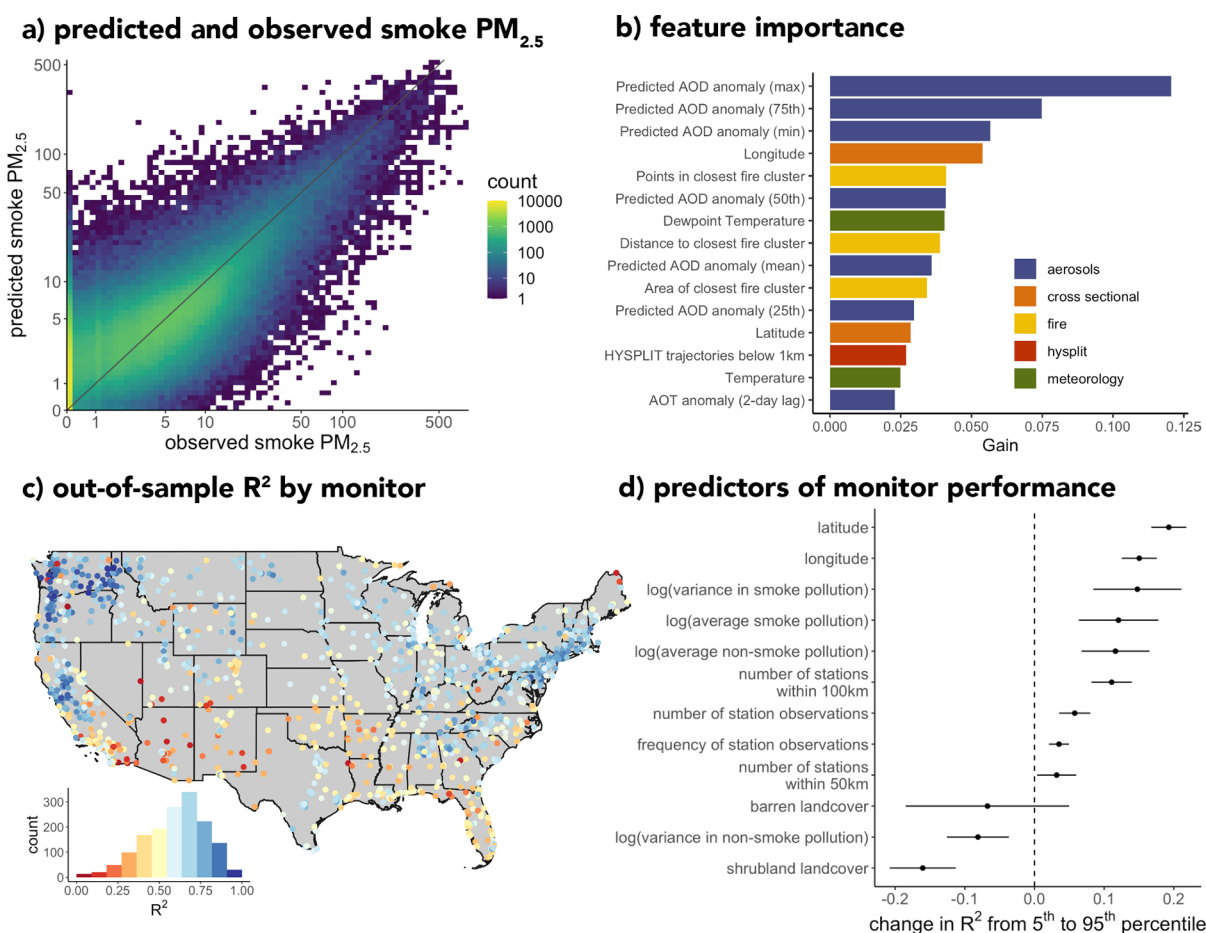 a) predicted and observed smoke PM2.5
500
100
50
10
5
1
0
predicted smoke PM2.5
0
1
5
10
50
100
500
observed smoke PM2.5
count
10000
1000
100
10
1
b) feature importance
Predicted AOD anomaly (max)
Predicted AOD anomaly (75th)
Predicted AOD anomaly (min)
Longitude
Points in closest fire cluster
Predicted AOD anomaly (50th)
Dewpoint Temperature
Distance to closest fire cluster
Predicted AOD anomaly (mean)
Area of closest fire cluster
Predicted AOD anomaly (25th)
Latitude
HYSPLIT trajectories below 1km
Temperature
AOT anomaly (2-day lag)
0.000
0.025
0.050
0.075
0.100
0.125
Gain
aerosols
cross sectional
fire
hysplit
meteorology
c) out-of-sample R² by monitor
300
200
100
0
count
0.00
0.25
0.50
0.75
1.00
R²
d) predictors of monitor performance
latitude
longitude
log(variance in smoke pollution)
log(average smoke pollution)
log(average non-smoke pollution)
number of stations
within 100km
number of station observations
frequency of station observations
number of stations
within 50km
barren landcover
log(variance in non-smoke pollution)
shrubland landcover
-0.2
-0.1
0.0
0.1
0.2
change in R² from 5th to 95th percentile